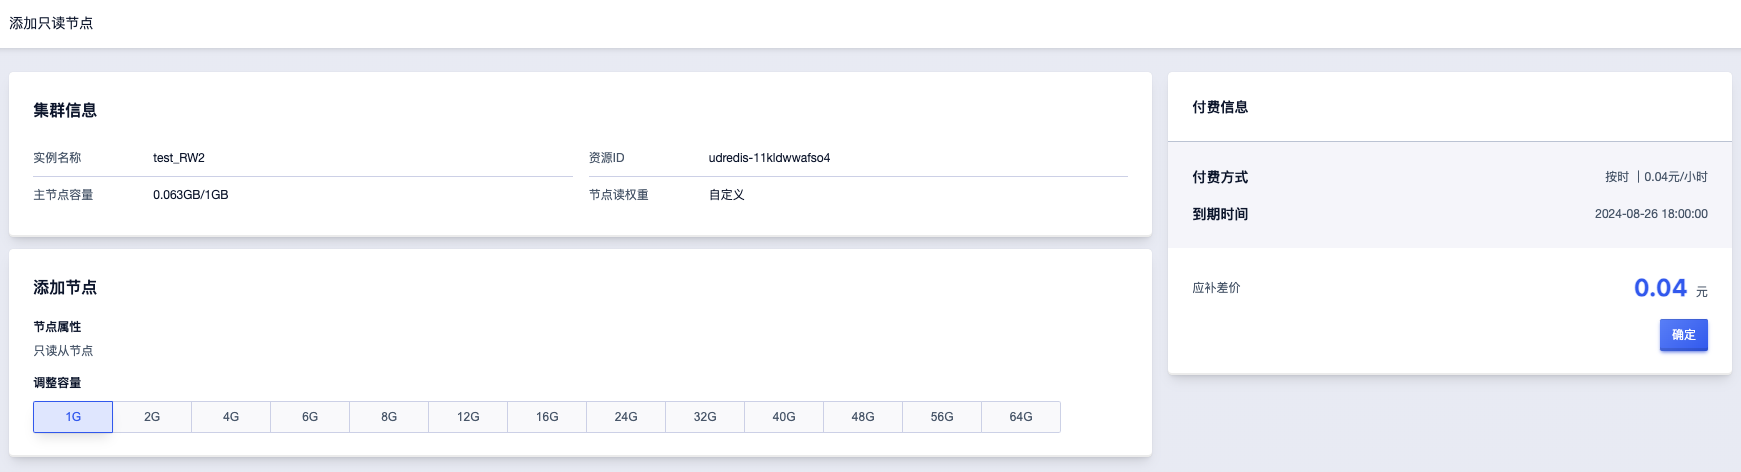 添加只读节点
集群信息
实例名称 test_RW2 资源ID udredis-11kldwwafso4
主节点容量 0.063GB/1GB 节点读权重 自定义
添加节点
节点属性
只读从节点
调整容量
1G 2G 4G 6G 8G 12G 16G 24G 32G 40G 48G 56G 64G
付费信息
付费方式 按时 | 0.04元/小时
到期时间 2024-08-26 18:00:00
应补差价 0.04 元
确定